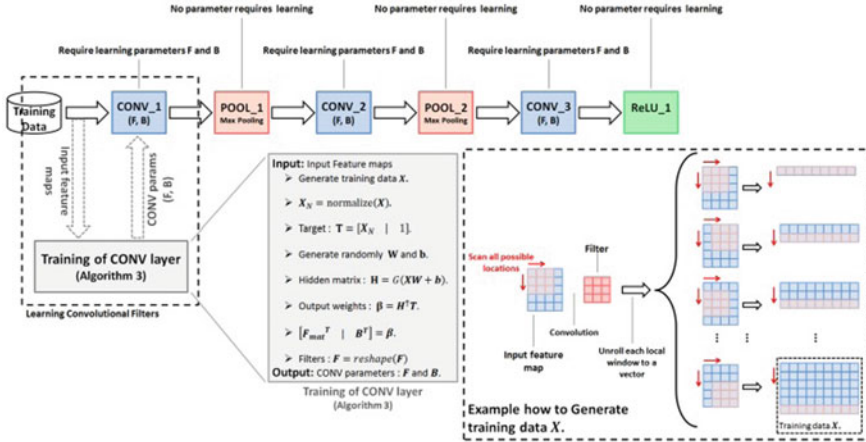 No parameter requires learning
No parameter requires learning
No parameter requires learning
Require learning parameters F and B
Require learning parameters F and B
Require learning parameters F and B
Training
Data
CONV_1
(F, B)
POOL_1
Max Pooling
CONV_2
(F, B)
POOL_2
Max Pooling
CONV_3
(F, B)
ReLU_1
Input feature
maps
CONV params
(F, B)
Training of CONV layer
(Algorithm 3)
Learning Convolutional Filters
Input: Input Feature maps
➤ Generate training data X.
➤ X_N = normalize(X).
➤ Target : T = [X_N | 1].
➤ Generate randomly W and b.
➤ Hidden matrix : H = G(XW + b).
➤ Output weights : β = H†T.
➤ [F_mat^T | B^T] = β.
➤ Filters : F = reshape(F)
Output: CONV parameters : F and B.
Training of CONV layer
(Algorithm 3)
Scan all possible
locations
Filter
Convolution
Input feature
map
Unroll each local
window to a
vector
Example how to Generate
training data X.
Training data X.